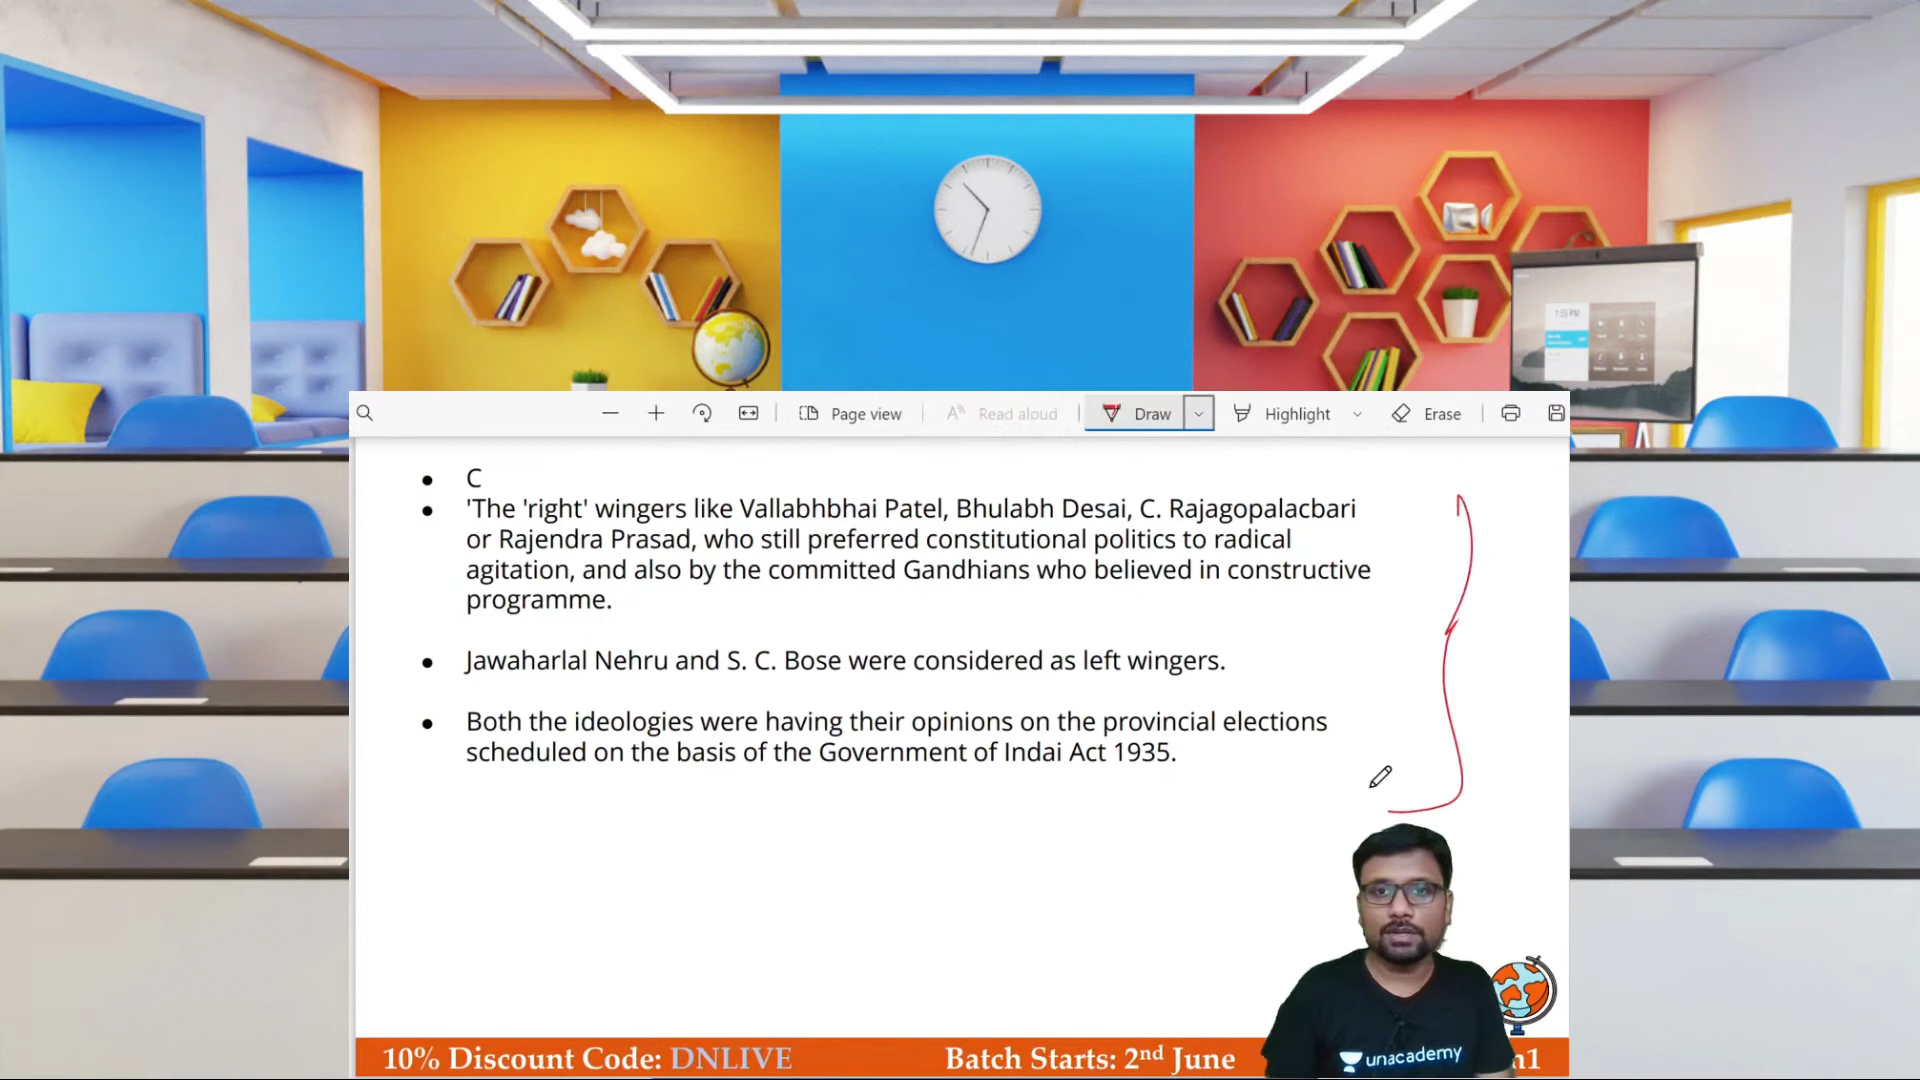 1:55 PM
Page view
Read aloud
Draw
Highlight
Erase
C
'The 'right' wingers like Vallabhbhai Patel, Bhulabh Desai, C. Rajagopalacbari
or Rajendra Prasad, who still preferred constitutional politics to radical
agitation, and also by the committed Gandhians who believed in constructive
programme.
Jawaharlal Nehru and S. C. Bose were considered as left wingers.
Both the ideologies were having their opinions on the provincial elections
scheduled on the basis of the Government of Indai Act 1935.
unacademy
10% Discount Code: DNLIVE Batch Starts: 2nd June